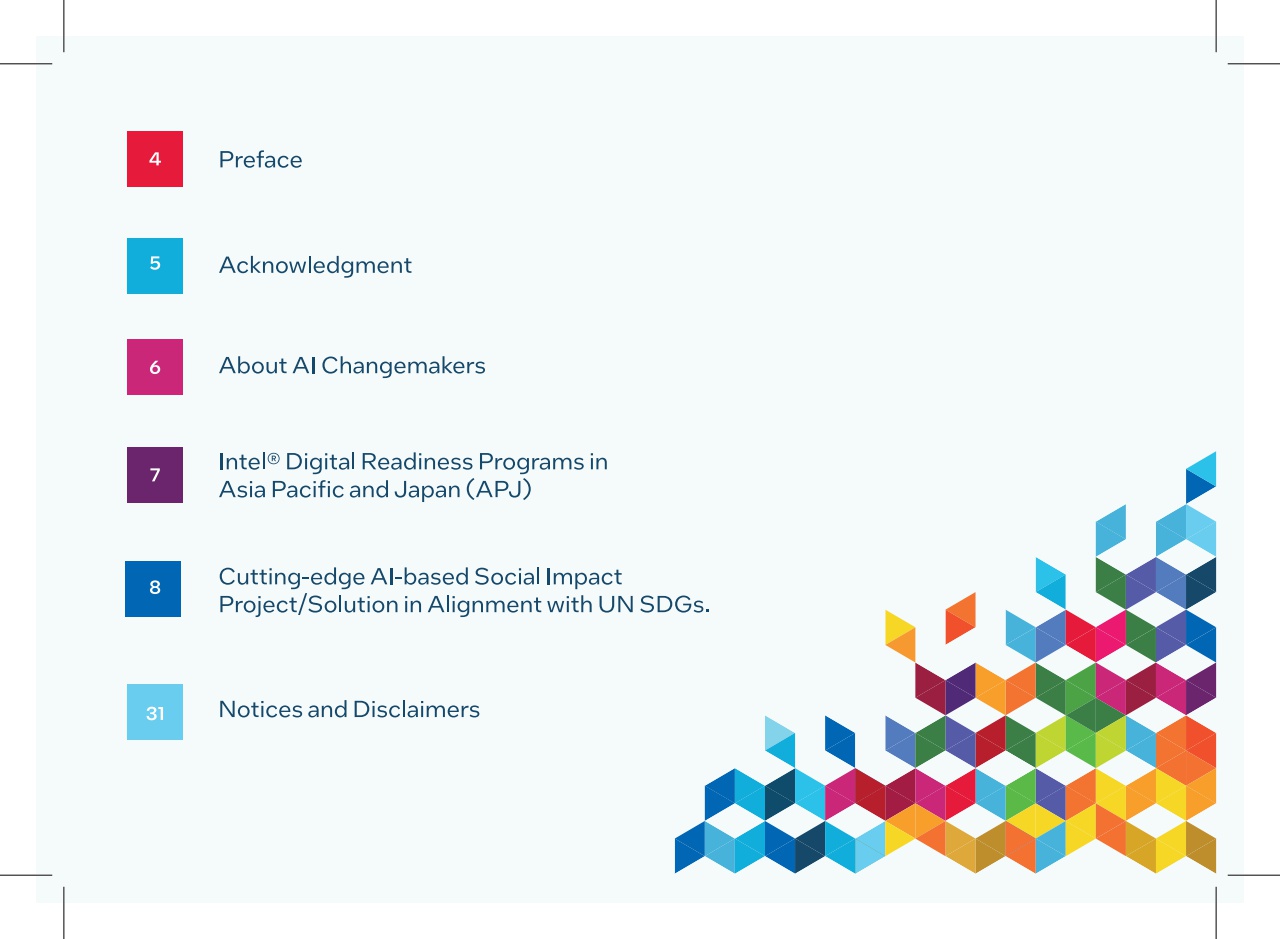 4 Preface
5 Acknowledgment
6 About AI Changemakers
7 Intel® Digital Readiness Programs in
Asia Pacific and Japan (APJ)
8 Cutting-edge AI-based Social Impact
Project/Solution in Alignment with UN SDGs.
31 Notices and Disclaimers